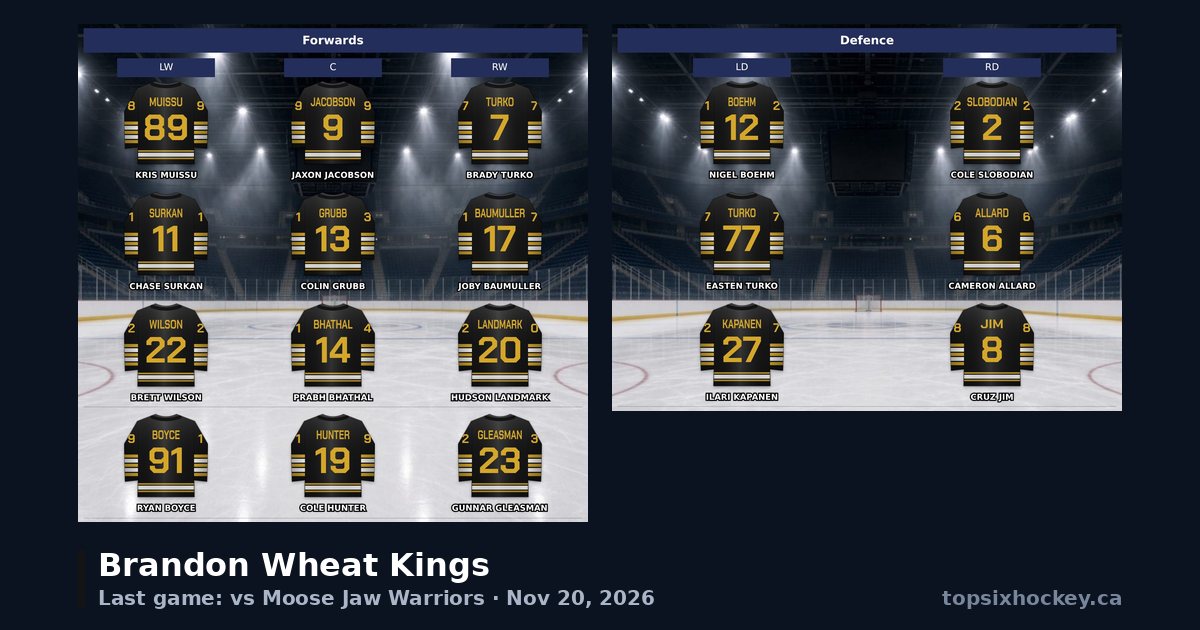 Forwards
LW C RW
8 MUISSU 9 9 JACOBSON 9 7 TURKO 7
89 9 7
KRIS MUISSU JAXON JACOBSON BRADY TURKO
1 SURKAN 1 1 GRUBB 3 1 BAUMULLER 7
11 13 17
CHASE SURKAN COLIN GRUBB JOBY BAUMULLER
2 WILSON 2 1 BHATHAL 4 2 LANDMARK 0
22 14 20
BRETT WILSON PRABH BHATHAL HUDSON LANDMARK
9 BOYCE 1 1 HUNTER 9 2 GLEASMAN 3
91 19 23
RYAN BOYCE COLE HUNTER GUNNAR GLEASMAN
Defence
LD RD
1 BOEHM 2 2 SLOBODIAN 2
12 2
NIGEL BOEHM COLE SLOBODIAN
7 TURKO 7 6 ALLARD 6
77 6
EASTEN TURKO CAMERON ALLARD
2 KAPANEN 7 8 JIM 8
27 8
ILARI KAPANEN CRUZ JIM
Brandon Wheat Kings
Last game: vs Moose Jaw Warriors · Nov 20, 2026
topsixhockey.ca